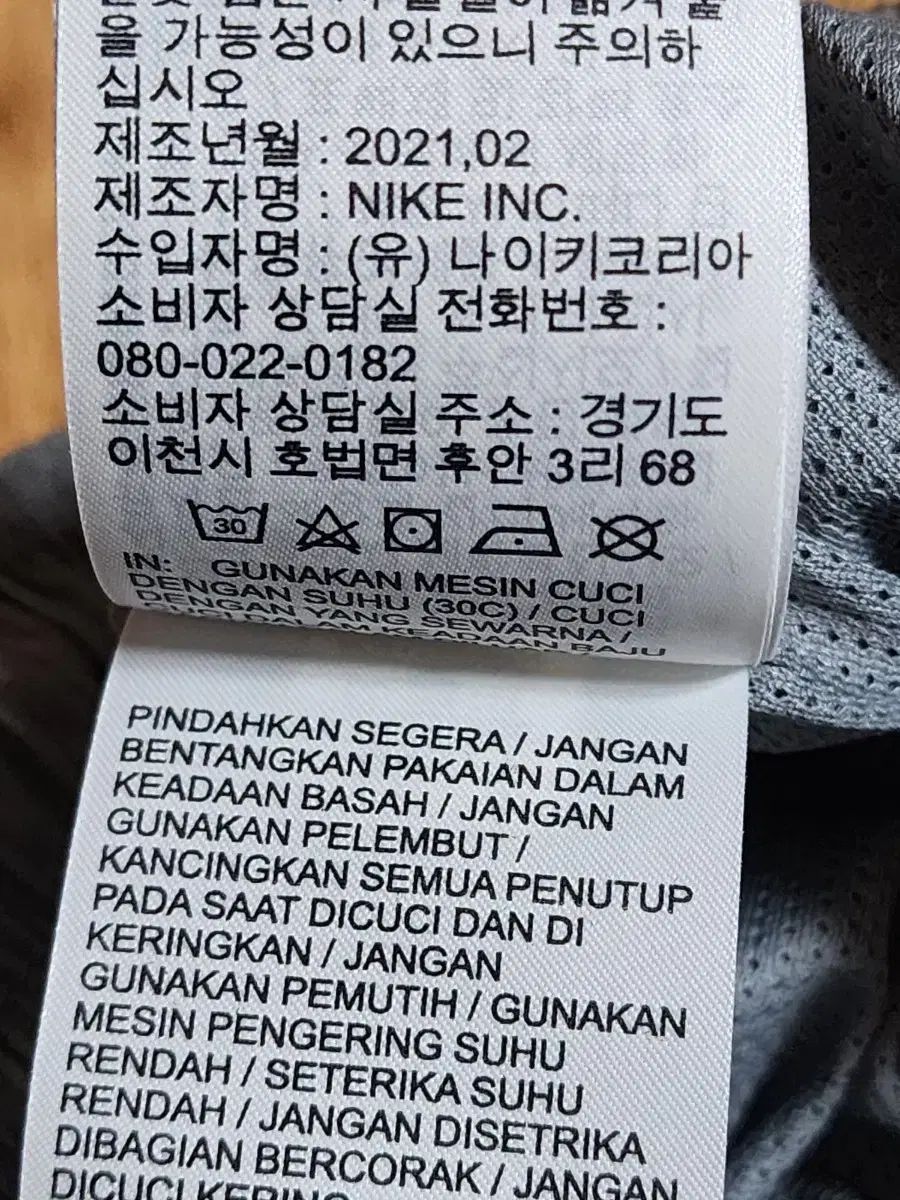 을 가능성이 있으니 주의하
십시오
제조년월 : 2021,02
제조자명 : NIKE INC.
수입자명 : (유) 나이키코리아
소비자 상담실 전화번호 :
080-022-0182
소비자 상담실 주소 : 경기도
이천시 호법면 후안 3리 68
30
IN: GUNAKAN MESIN CUCI
DENGAN SUHU (30C) / CUCI
DENGAN YANG SEWARNA /
DALAM KEADAAN BAJU
PINDAHKAN SEGERA / JANGAN
BENTANGKAN PAKAIAN DALAM
KEADAAN BASAH / JANGAN
GUNAKAN PELEMBUT /
KANCINGKAN SEMUA PENUTUP
PADA SAAT DICUCI DAN DI
KERINGKAN / JANGAN
GUNAKAN PEMUTIH / GUNAKAN
MESIN PENGERING SUHU
RENDAH / SETERIKA SUHU
RENDAH / JANGAN DISETRIKA
DIBAGIAN BERCORAK / JANGAN
DICUCI KERING